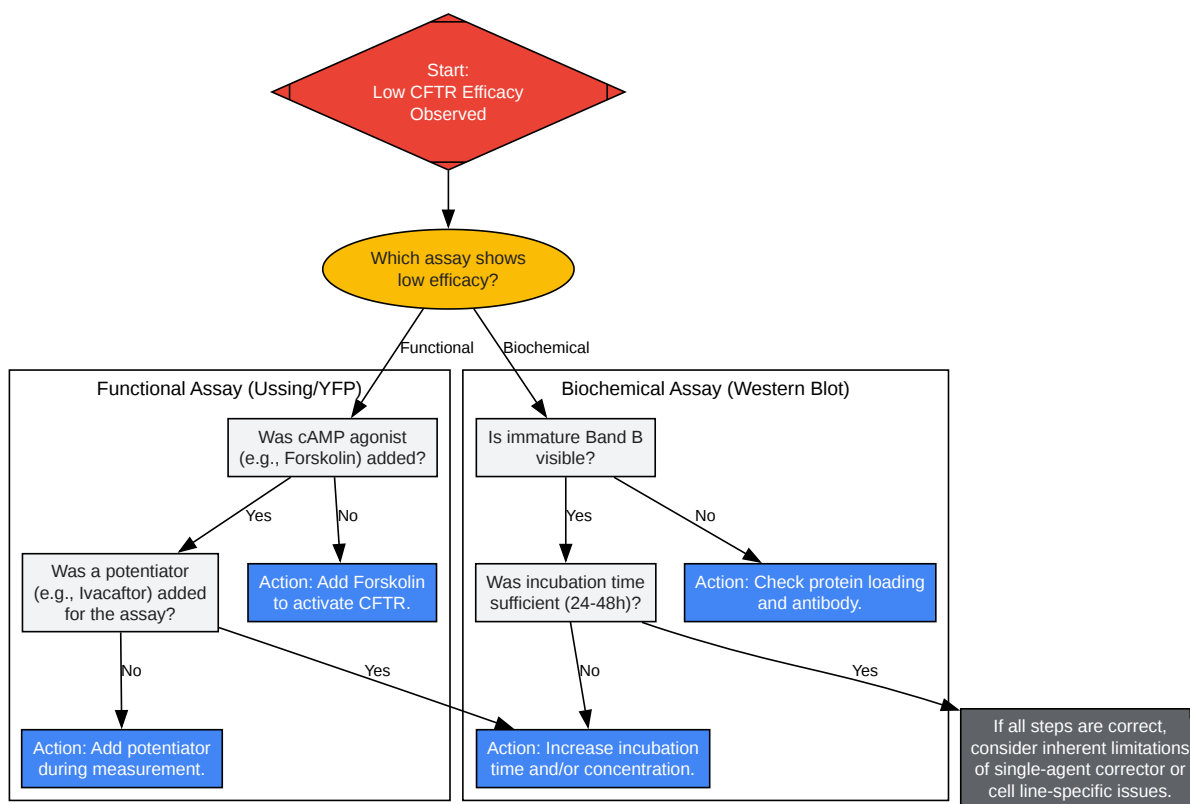 Start:
Low CFTR Efficacy
Observed
Which assay shows
low efficacy?
Functional
Biochemical
Functional Assay (Ussing/YFP)
Biochemical Assay (Western Blot)
Was cAMP agonist
(e.g., Forskolin) added?
Is immature Band B
visible?
Yes
No
Yes
No
Was a potentiator
(e.g., Ivacaftor) added
for the assay?
Action: Add Forskolin
to activate CFTR.
Was incubation time
sufficient (24-48h)?
Action: Check protein loading
and antibody.
No
Yes
No
Yes
Action: Add potentiator
during measurement.
Action: Increase incubation
time and/or concentration.
If all steps are correct,
consider inherent limitations
of single-agent corrector or
cell line-specific issues.